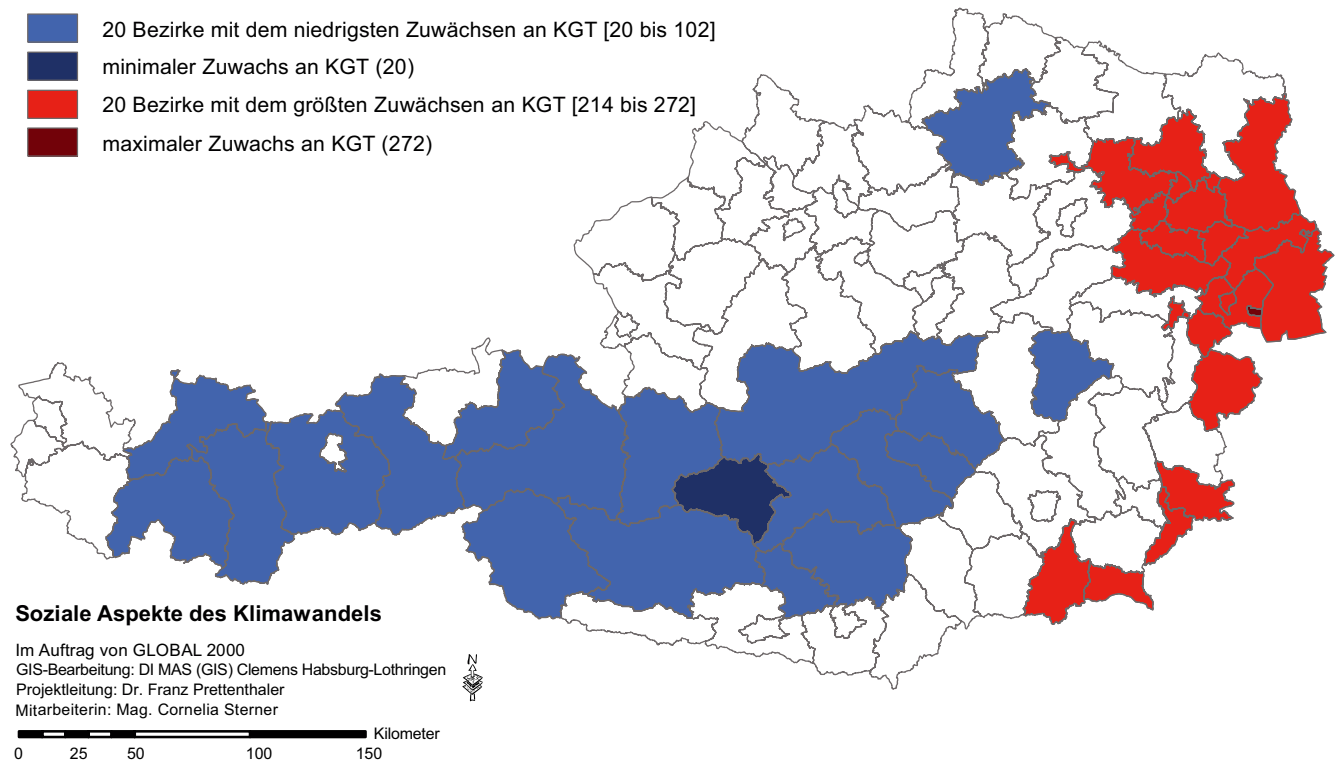 20 Bezirke mit dem niedrigsten Zuwächsen an KGT [20 bis 102]
minimaler Zuwachs an KGT (20)
20 Bezirke mit dem größten Zuwächsen an KGT [214 bis 272]
maximaler Zuwachs an KGT (272)
Soziale Aspekte des Klimawandels
Im Auftrag von GLOBAL 2000
GIS-Bearbeitung: DI MAS (GIS) Clemens Habsburg-Lothringen
Projektleitung: Dr. Franz Prettenthaler
Mitarbeiterin: Mag. Cornelia Sterner
N
Kilometer
0 25 50 100 150